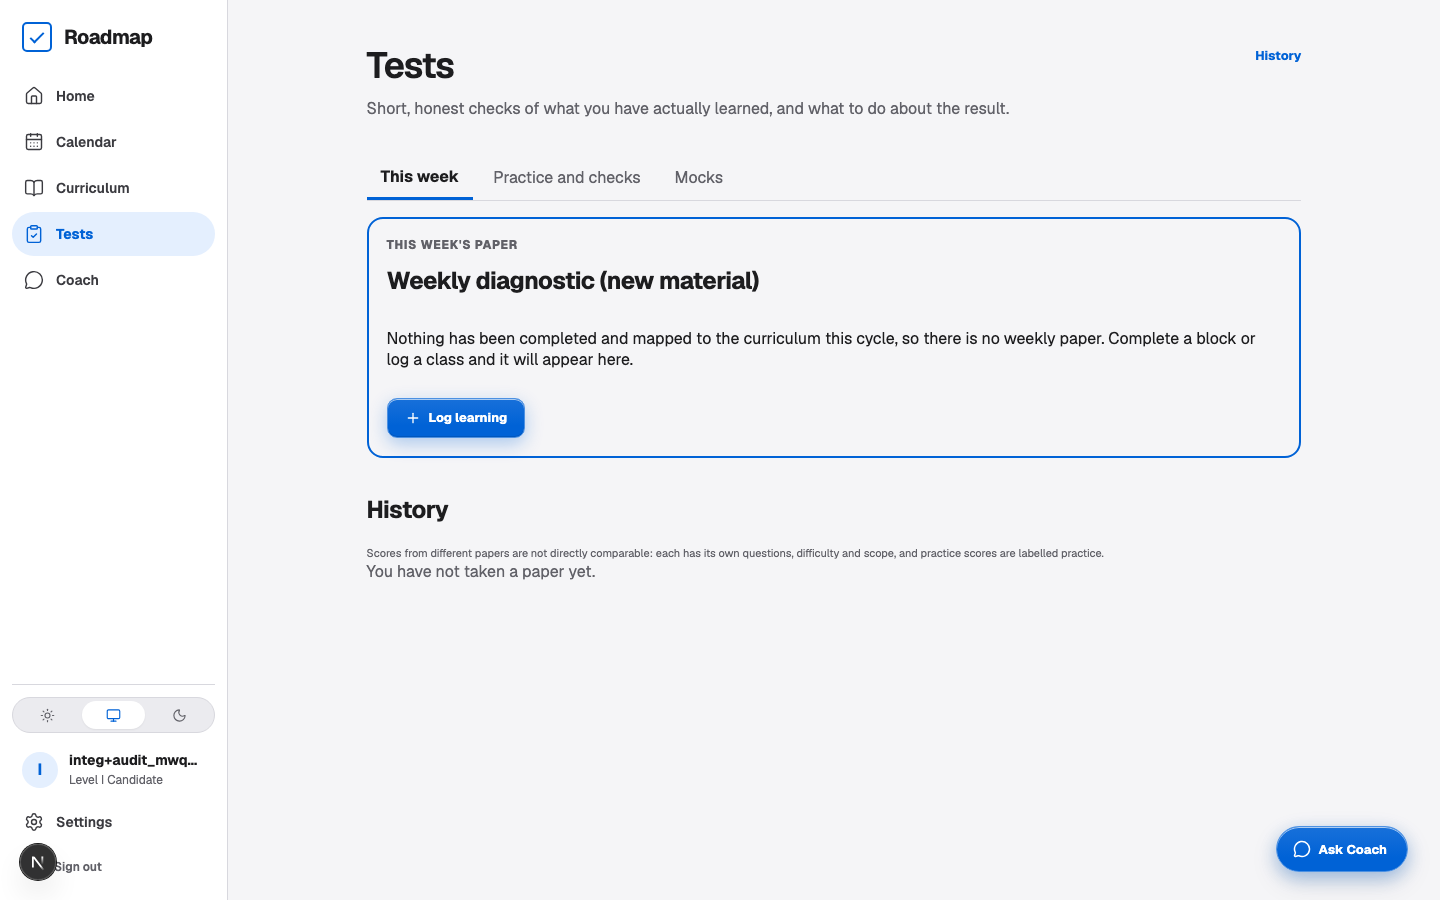 Roadmap
Home
Calendar
Curriculum
Tests
Coach
integ+audit_mwq...
Level I Candidate
Settings
N
Sign out
Tests
History
Short, honest checks of what you have actually learned, and what to do about the result.
This week
Practice and checks
Mocks
THIS WEEK'S PAPER
Weekly diagnostic (new material)
Nothing has been completed and mapped to the curriculum this cycle, so there is no weekly paper. Complete a block or
log a class and it will appear here.
Log learning
History
Scores from different papers are not directly comparable: each has its own questions, difficulty and scope, and practice scores are labelled practice.
You have not taken a paper yet.
Ask Coach
I